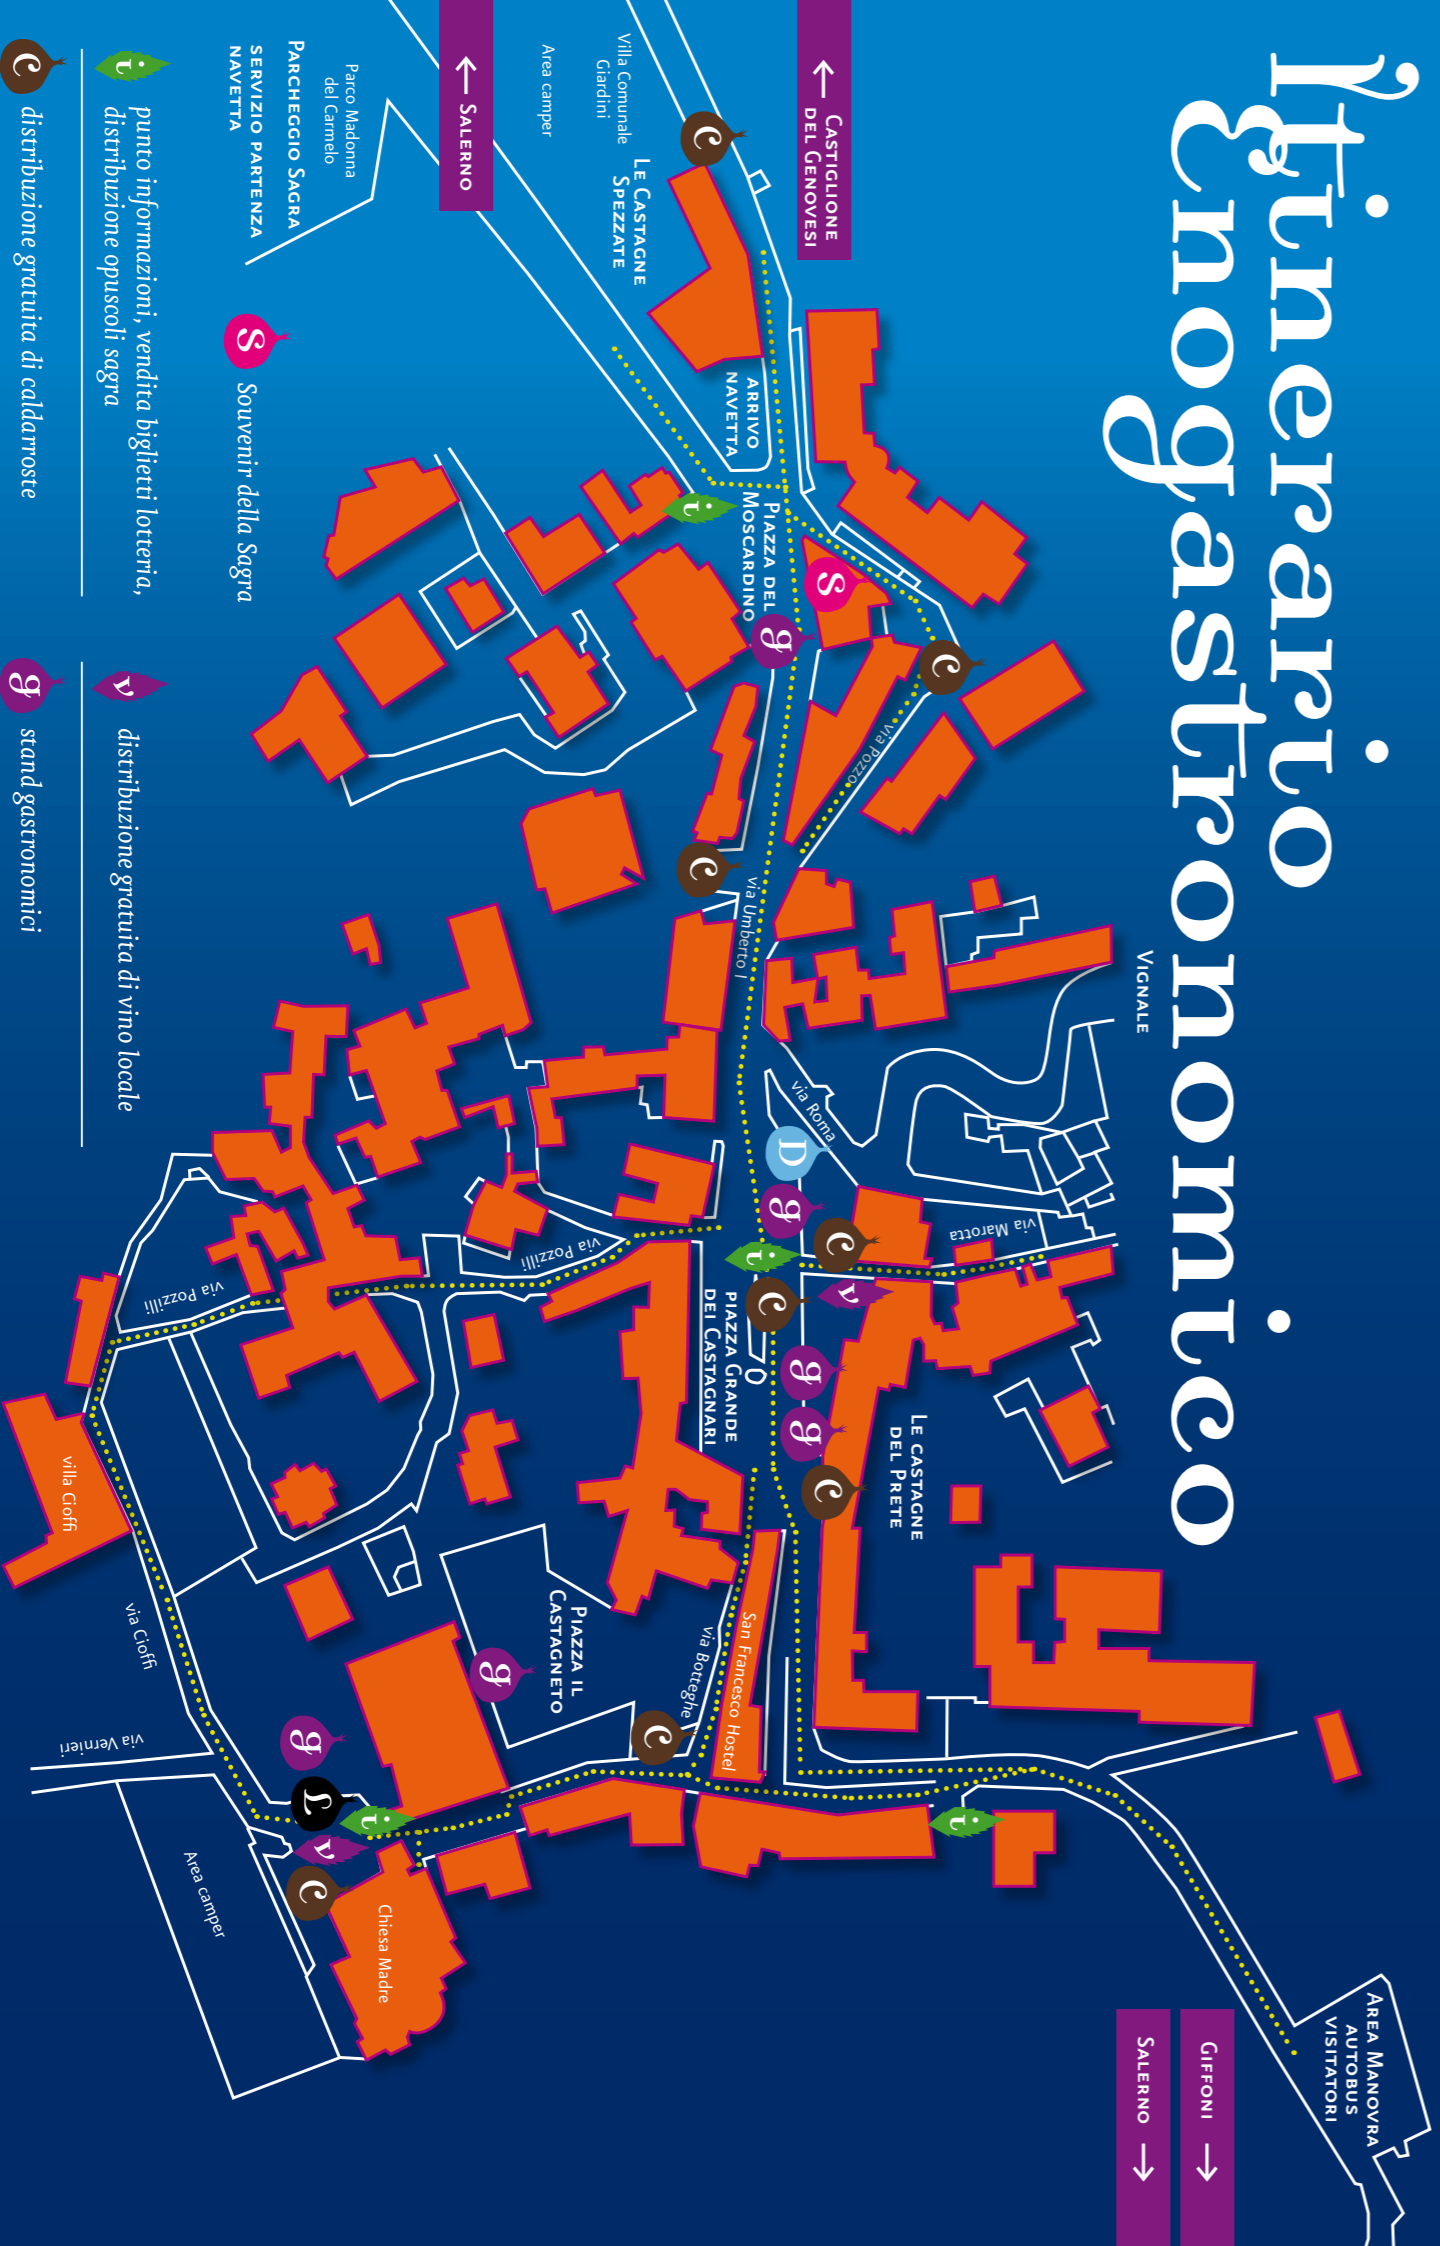 Itinerario
Enogastronomico
← Castiglione
del Genovesi
← Salerno
Villa Comunale
Giardini
Area camper
Le Castagne
Spezzate
Parco Madonna
del Carmelo
Parcheggio Sagra
servizio partenza
navetta
arrivo
navetta
Piazza del
Moscardino
via Pozzo
via Umberto I
Vignale
via Roma
via Marotta
via Pozzilli
via Pozzilli
piazza Grande
dei Castagnari
Le castagne
del Prete
villa Cioffi
via Cioffi
Piazza il
Castagneto
via Botteghe
San Francesco Hostel
via Vernieri
Area camper
Chiesa Madre
Area Manovra
autobus
visitatori
Giffoni →
Salerno →
c
c
c
c
c
c
c
c
i
i
i
i
g
g
g
g
g
g
v
v
S
D
L
S Souvenir della Sagra
i punto informazioni, vendita biglietti lotteria,
distribuzione opuscoli sagra
c distribuzione gratuita di caldarroste
v distribuzione gratuita di vino locale
g stand gastronomici